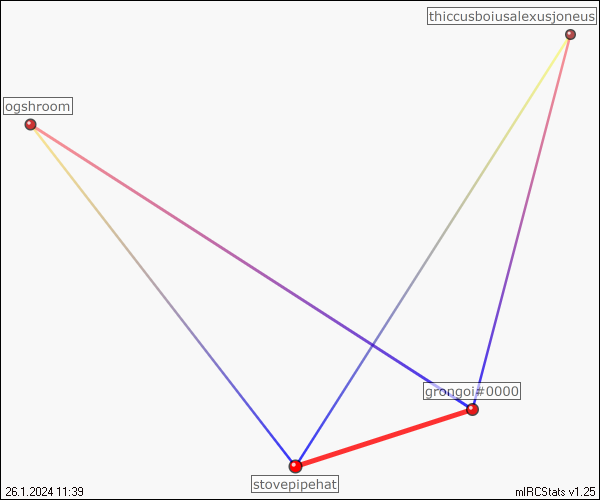 thiccusboiusalexusjoneus
ogshroom
grongoi#0000
stovepipehat
26.1.2024 11:39
mIRCStats v1.25